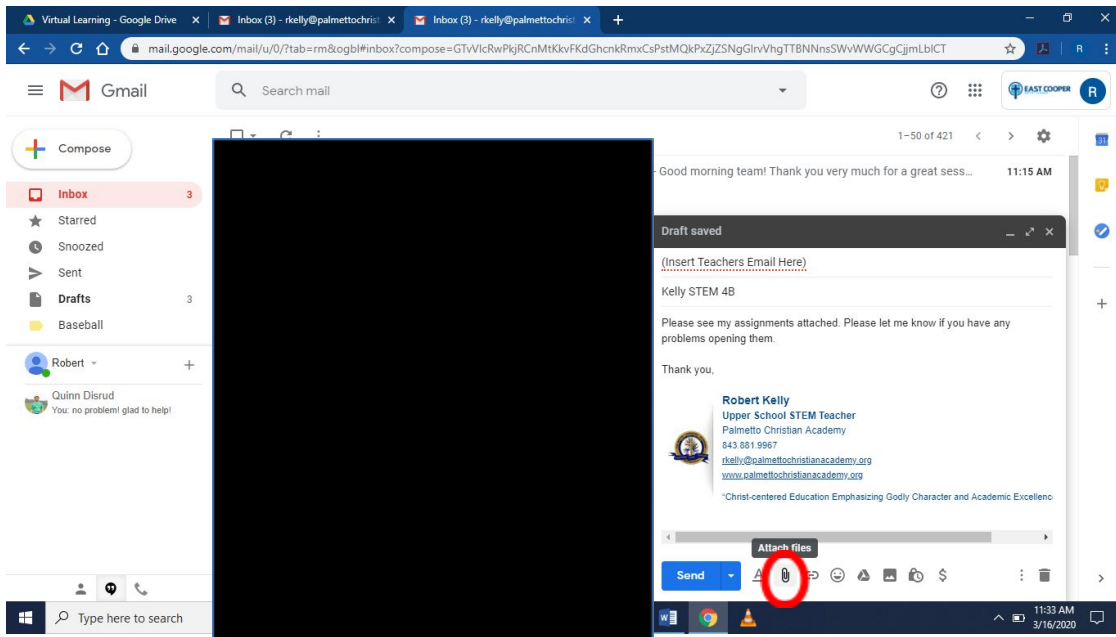 Virtual Learning - Google Drive
Inbox (3) - rkelly@palmettochrist
Inbox (3) - rkelly@palmettochrist
mail.google.com/mail/u/0/?tab=rm&ogbl#inbox?compose=GTvVlcRwPkjRCnMtKkvFKdGhcnkRmxCsPstMQkPxZjZSNgGlrvVhgTTBNNnsSWvWWGCgCjjmLblCT
R
Gmail
Search mail
EAST COOPER
R
Compose
1–50 of 421
31
Good morning team! Thank you very much for a great sess...
11:15 AM
Inbox 3
Starred
Snoozed
Sent
Drafts 3
Baseball
Robert
Quinn Disrud
You: no problem! glad to help!
Draft saved
(Insert Teachers Email Here)
Kelly STEM 4B
Please see my assignments attached. Please let me know if you have any
problems opening them.
Thank you,
Robert Kelly
Upper School STEM Teacher
Palmetto Christian Academy
843.881.9967
rkelly@palmettochristianacademy.org
www.palmettochristianacademy.org
"Christ-centered Education Emphasizing Godly Character and Academic Excellenc
Attach files
Send
Type here to search
11:33 AM
3/16/2020